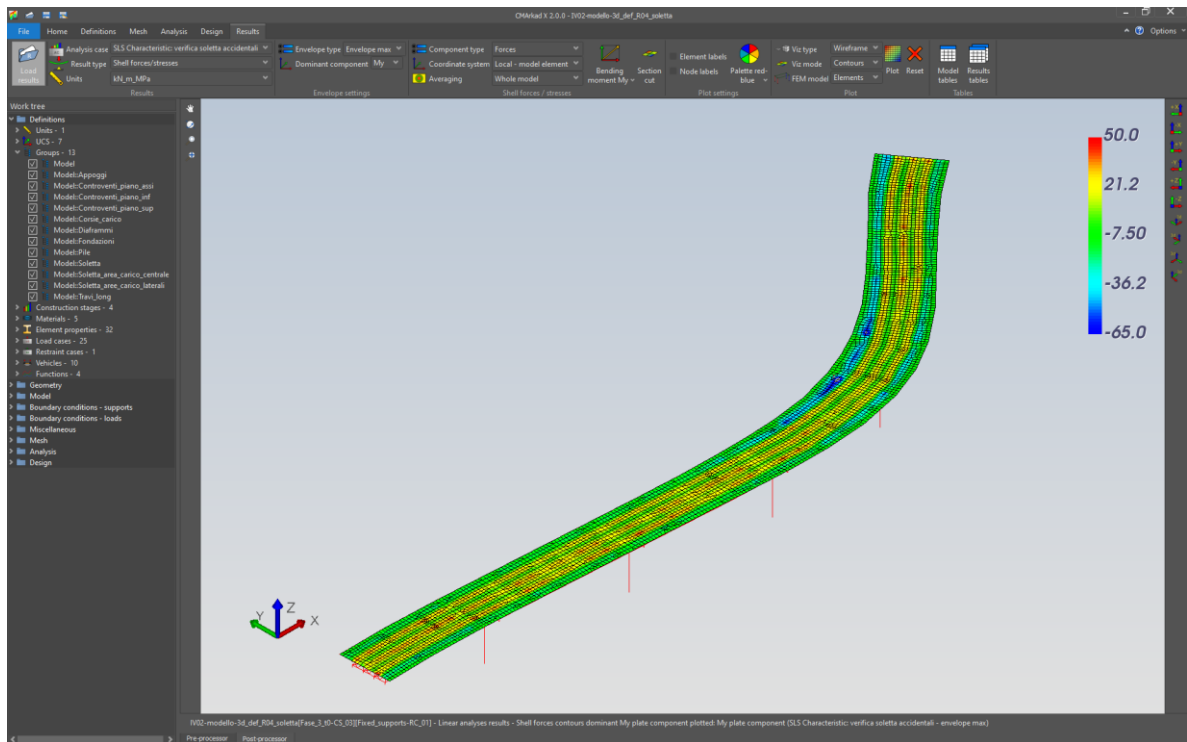 CMArkad X 2.0.0 - IV02-modello-3d_def_R04_soletta
File Home Definitions Mesh Analysis Design Results Options
Load results
Analysis case SLS Characteristic: verifica soletta accidentali
Result type Shell forces/stresses
Units kN_m_MPa
Results
Envelope type Envelope max
Dominant component My
Envelope settings
Component type Forces
Coordinate system Local - model element
Averaging Whole model
Bending moment My
Section cut
Shell forces / stresses
Element labels
Node labels
Palette red-blue
Plot settings
Viz type Wireframe
Viz mode Contours
FEM model Elements
Plot Reset
Plot
Model tables
Results tables
Tables
Work tree
Definitions
Units - 1
UCS - 7
Groups - 13
Model
Model::Appoggi
Model::Controventi_piano_assi
Model::Controventi_piano_inf
Model::Controventi_piano_sup
Model::Corsie_carico
Model::Diaframmi
Model::Fondazioni
Model::Pile
Model::Soletta
Model::Soletta_area_carico_centrale
Model::Soletta_aree_carico_laterali
Model::Travi_long
Construction stages - 4
Materials - 5
Element properties - 32
Load cases - 25
Restraint cases - 1
Vehicles - 10
Functions - 4
Geometry
Model
Boundary conditions - supports
Boundary conditions - loads
Miscellaneous
Mesh
Analysis
Design
50.0
21.2
-7.50
-36.2
-65.0
Y Z X
IV02-modello-3d_def_R04_soletta[Fase_3_t0-CS_03][Fixed_supports-RC_01] - Linear analyses results - Shell forces contours dominant My plate component plotted: My plate component (SLS Characteristic: verifica soletta accidentali - envelope max)
Pre-processor Post-processor